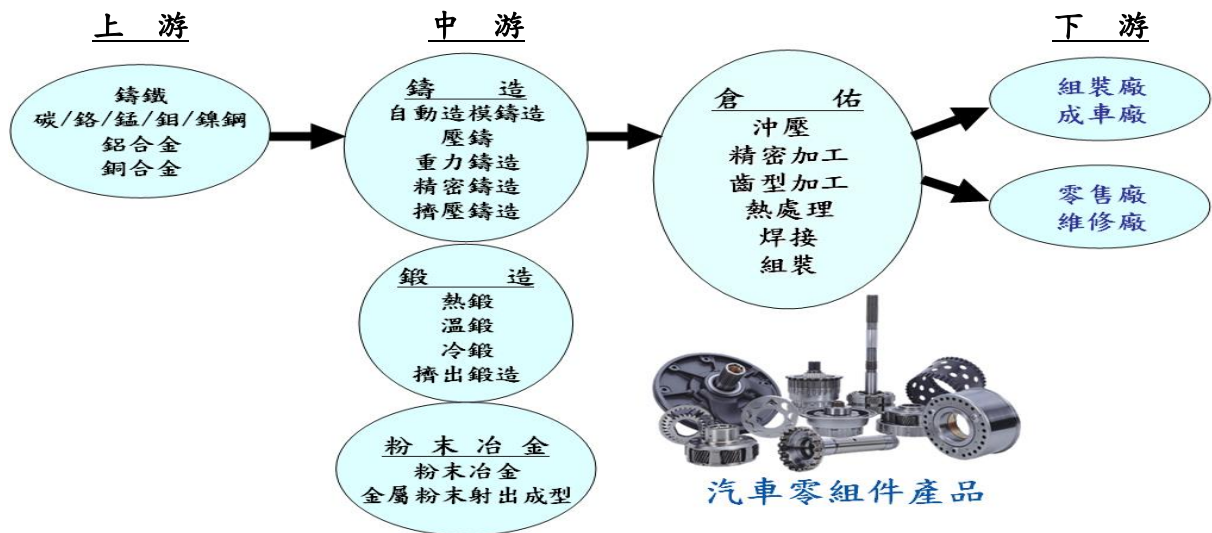 上 游
中 游
下 游
鑄鐵
碳/鉻/錳/鉬/鎳鋼
鋁合金
銅合金
鑄 造
自動造模鑄造
壓鑄
重力鑄造
精密鑄造
擠壓鑄造
鍛 造
熱鍛
溫鍛
冷鍛
擠出鍛造
粉 末 冶 金
粉末冶金
金屬粉末射出成型
倉 佑
沖壓
精密加工
齒型加工
熱處理
焊接
組裝
組裝廠
成車廠
零售廠
維修廠
汽車零組件產品